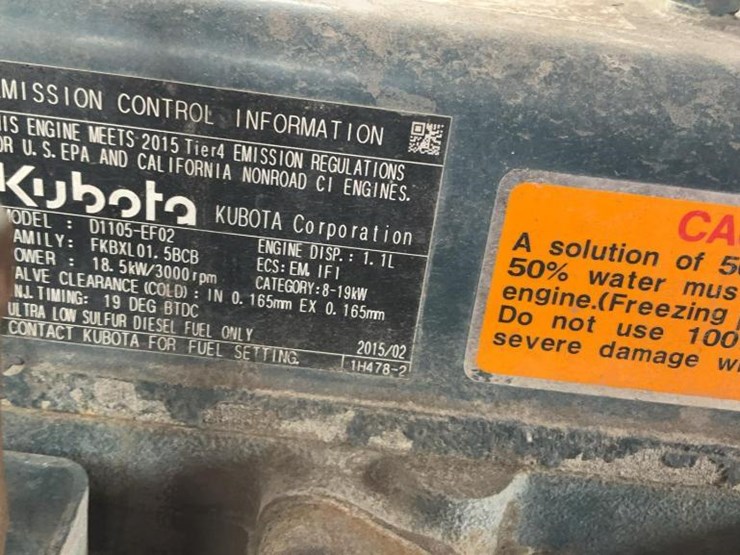 MISSION CONTROL INFORMATION
IS ENGINE MEETS 2015 Tier4 EMISSION REGULATIONS
OR U.S. EPA AND CALIFORNIA NONROAD CI ENGINES.
Kubota KUBOTA Corporation
MODEL : D1105-EF02
AMILY: FKBXL01.5BCB
OWER : 18.5kW/3000rpm
ENGINE DISP.: 1.1L
ECS: EM, IFI
CATEGORY:8-19kW
ALVE CLEARANCE (COLD) : IN 0.165mm EX 0.165mm
NJ. TIMING: 19 DEG BTDC
ULTRA LOW SULFUR DIESEL FUEL ONLY
CONTACT KUBOTA FOR FUEL SETTING.
2015/02
1H478-2
CA
A solution of 5
50% water mus
engine.(Freezing
Do not use 100
severe damage w